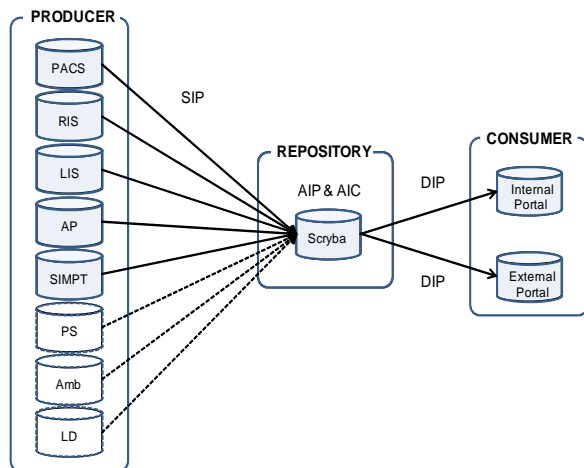 PRODUCER
PACS
RIS
LIS
AP
SIMPT
PS
Amb
LD
SIP
REPOSITORY
AIP & AIC
Scryba
DIP
DIP
CONSUMER
Internal
Portal
External
Portal